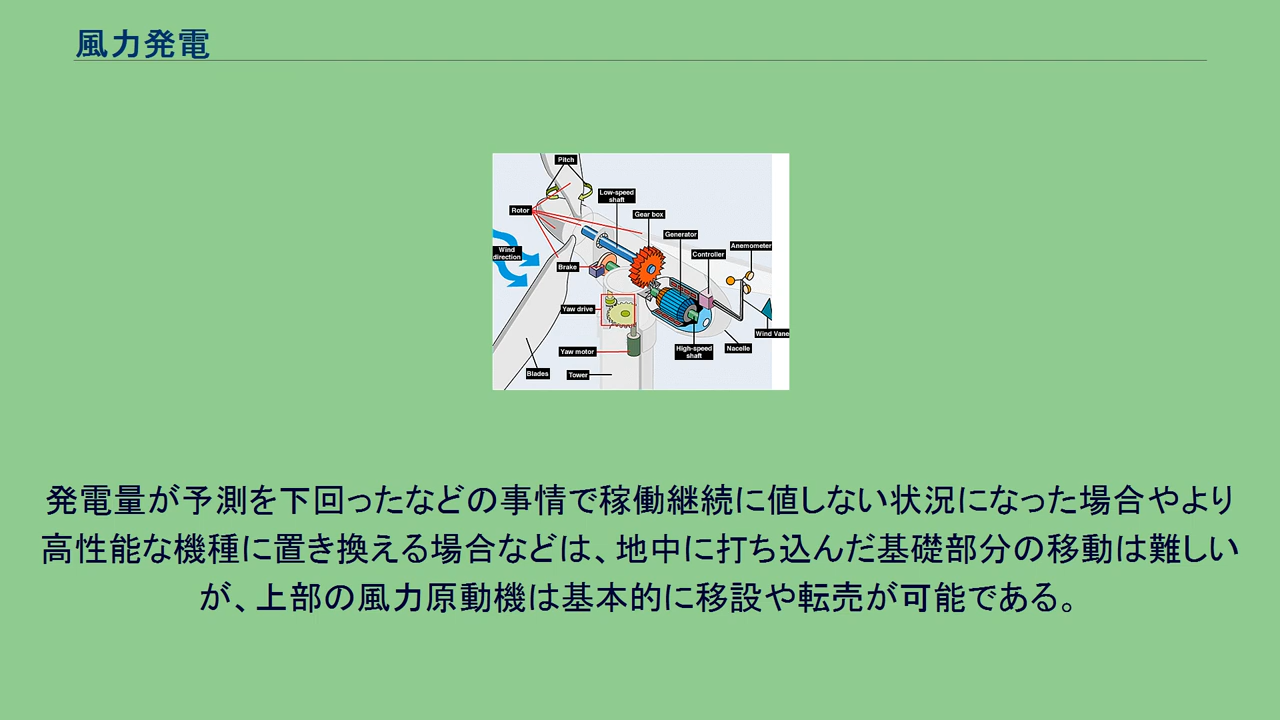 風力発電
Pitch
Low-speed
shaft
Rotor
Gear box
Generator
Anemometer
Controller
Wind
direction
Brake
Yaw drive
Wind Vane
Yaw motor
High-speed
shaft
Nacelle
Blades
Tower
発電量が予測を下回ったなどの事情で稼働継続に値しない状況になった場合やより
高性能な機種に置き換える場合などは、地中に打ち込んだ基礎部分の移動は難しい
が、上部の風力原動機は基本的に移設や転売が可能である。